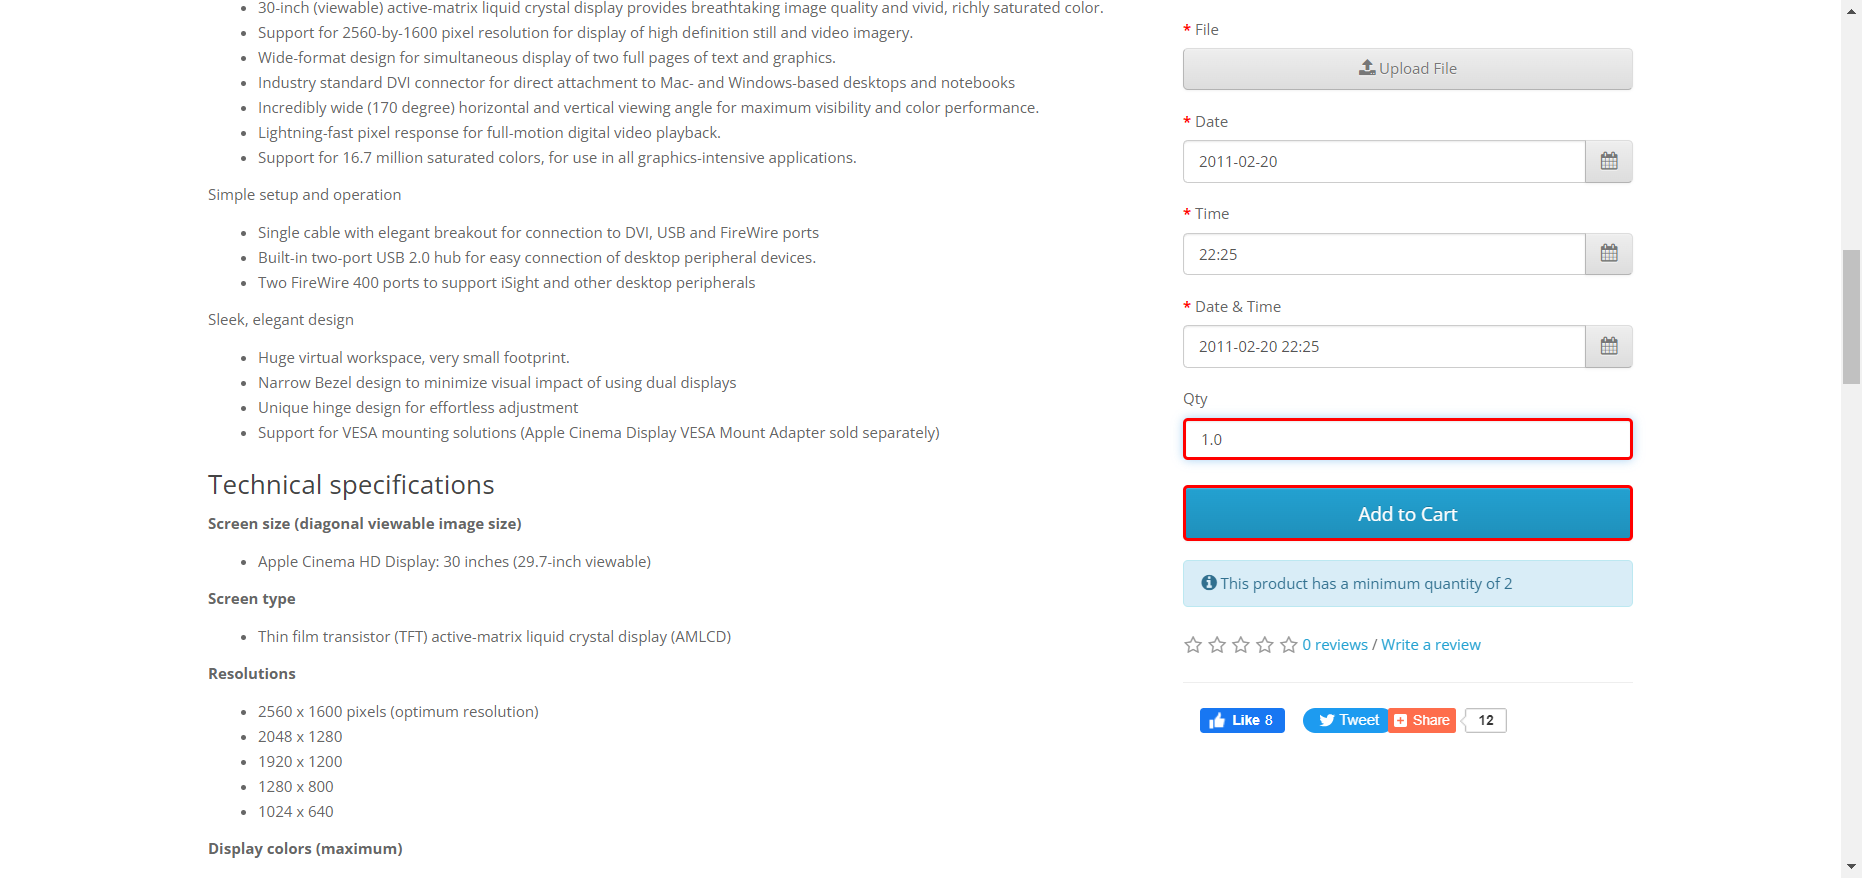 30-inch (viewable) active-matrix liquid crystal display provides breathtaking image quality and vivid, richly saturated color.
Support for 2560-by-1600 pixel resolution for display of high definition still and video imagery.
Wide-format design for simultaneous display of two full pages of text and graphics.
Industry standard DVI connector for direct attachment to Mac- and Windows-based desktops and notebooks
Incredibly wide (170 degree) horizontal and vertical viewing angle for maximum visibility and color performance.
Lightning-fast pixel response for full-motion digital video playback.
Support for 16.7 million saturated colors, for use in all graphics-intensive applications.
Simple setup and operation
Single cable with elegant breakout for connection to DVI, USB and FireWire ports
Built-in two-port USB 2.0 hub for easy connection of desktop peripheral devices.
Two FireWire 400 ports to support iSight and other desktop peripherals
Sleek, elegant design
Huge virtual workspace, very small footprint.
Narrow Bezel design to minimize visual impact of using dual displays
Unique hinge design for effortless adjustment
Support for VESA mounting solutions (Apple Cinema Display VESA Mount Adapter sold separately)
Technical specifications
Screen size (diagonal viewable image size)
Apple Cinema HD Display: 30 inches (29.7-inch viewable)
Screen type
Thin film transistor (TFT) active-matrix liquid crystal display (AMLCD)
Resolutions
2560 x 1600 pixels (optimum resolution)
2048 x 1280
1920 x 1200
1280 x 800
1024 x 640
Display colors (maximum)
* File
Upload File
* Date
2011-02-20
* Time
22:25
* Date & Time
2011-02-20 22:25
Qty
1.0
Add to Cart
This product has a minimum quantity of 2
0 reviews / Write a review
Like 8
Tweet
Share
12